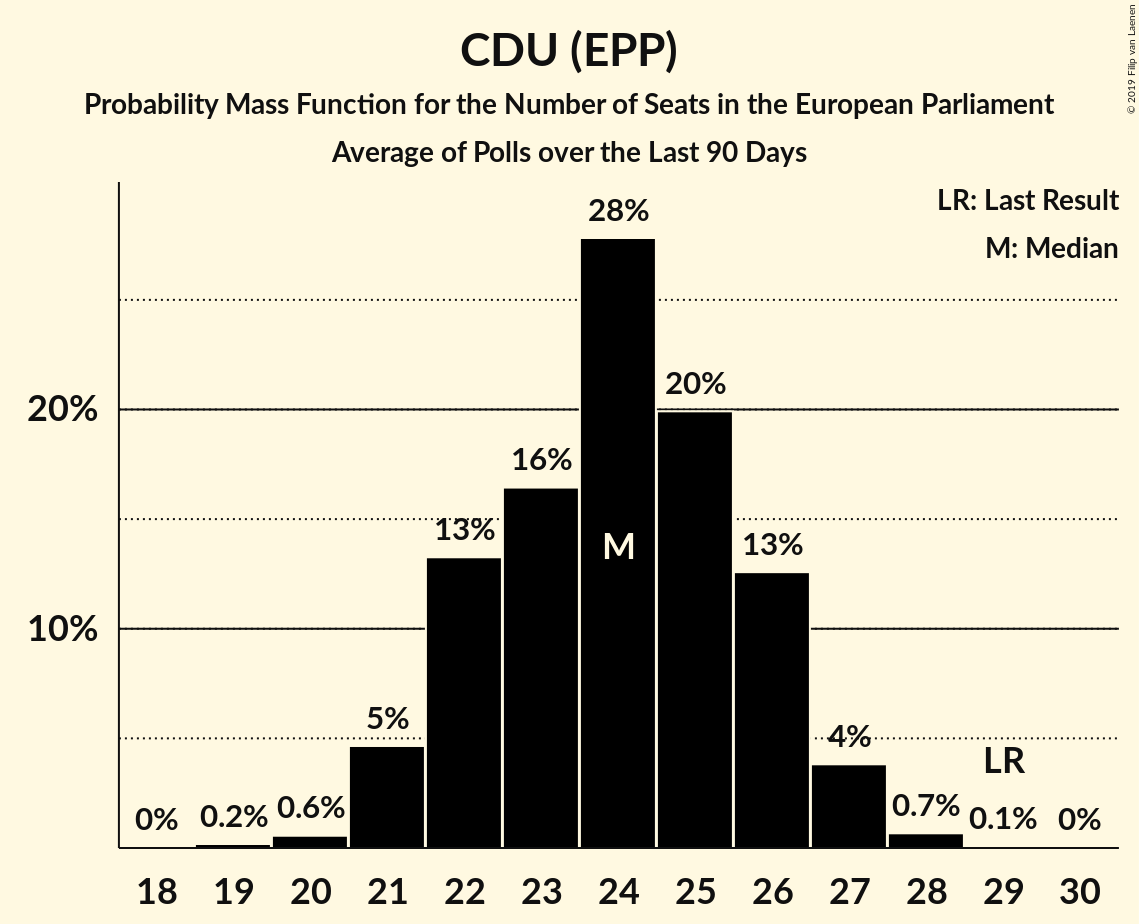 CDU (EPP)
Probability Mass Function for the Number of Seats in the European Parliament
Average of Polls over the Last 90 Days
© 2019 Filip van Laenen
LR: Last Result
M: Median
28%
20%
20%
16%
13%
M
13%
10%
5%
4%
LR
0%
0.2%
0.6%
0.7%
0.1%
0%
18 19 20 21 22 23 24 25 26 27 28 29 30